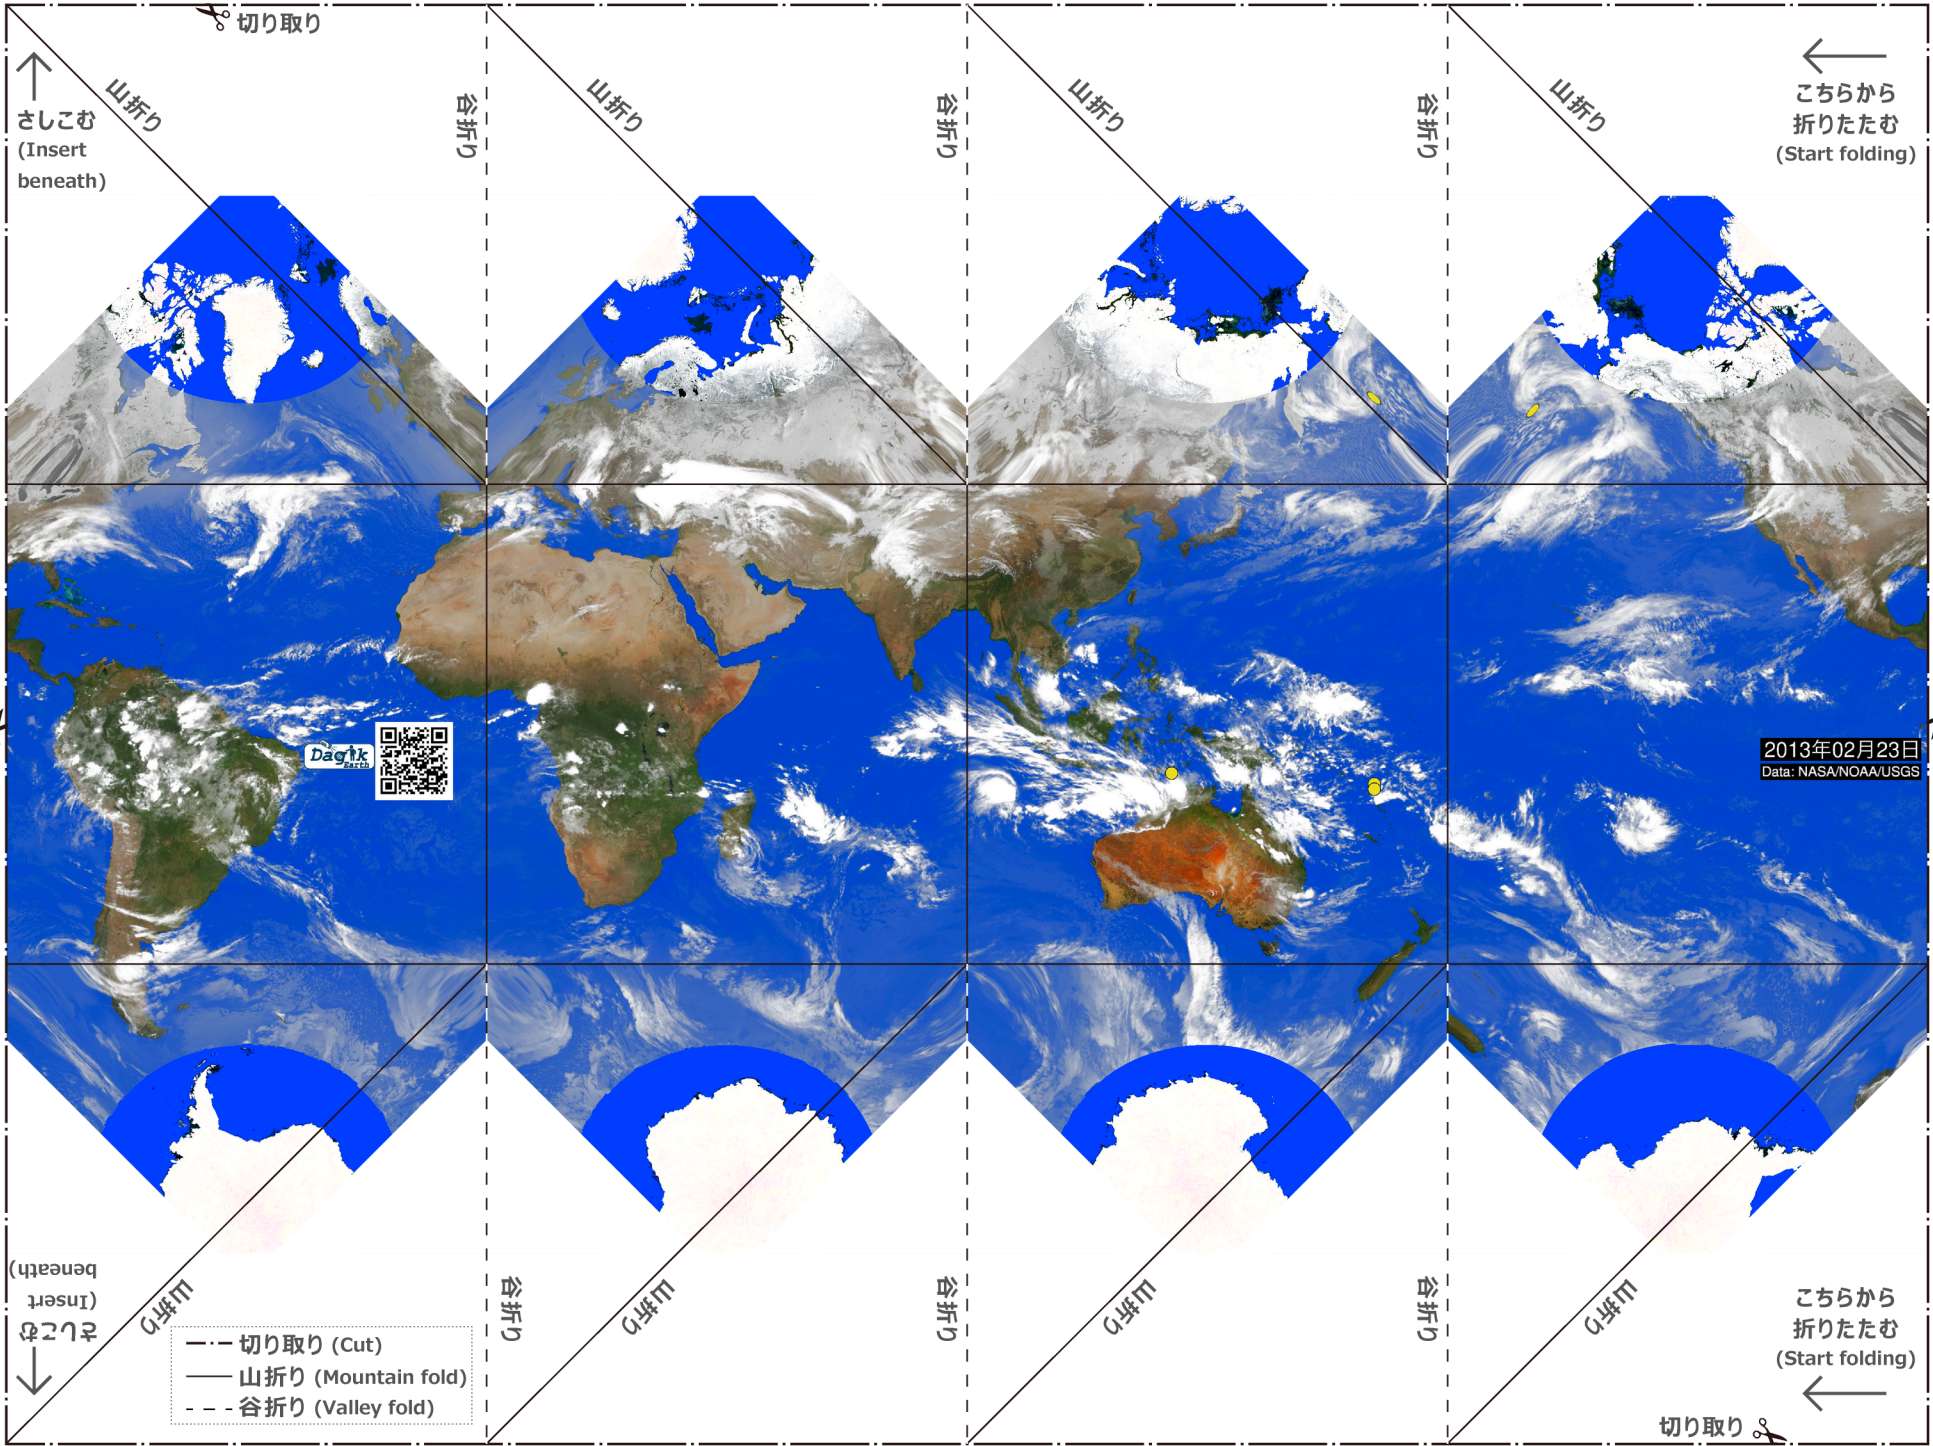 切り取り
山折り
谷折り
山折り
谷折り
山折り
谷折り
山折り
こちらから
折りたたむ
(Start folding)
さしこむ
(Insert
beneath)
Dagik
Earth
2013年02月23日
Data: NASA/NOAA/USGS
さしこむ
(Insert
beneath)
山折り
谷折り
山折り
谷折り
山折り
谷折り
山折り
こちらから
折りたたむ
(Start folding)
切り取り (Cut)
山折り (Mountain fold)
谷折り (Valley fold)
切り取り